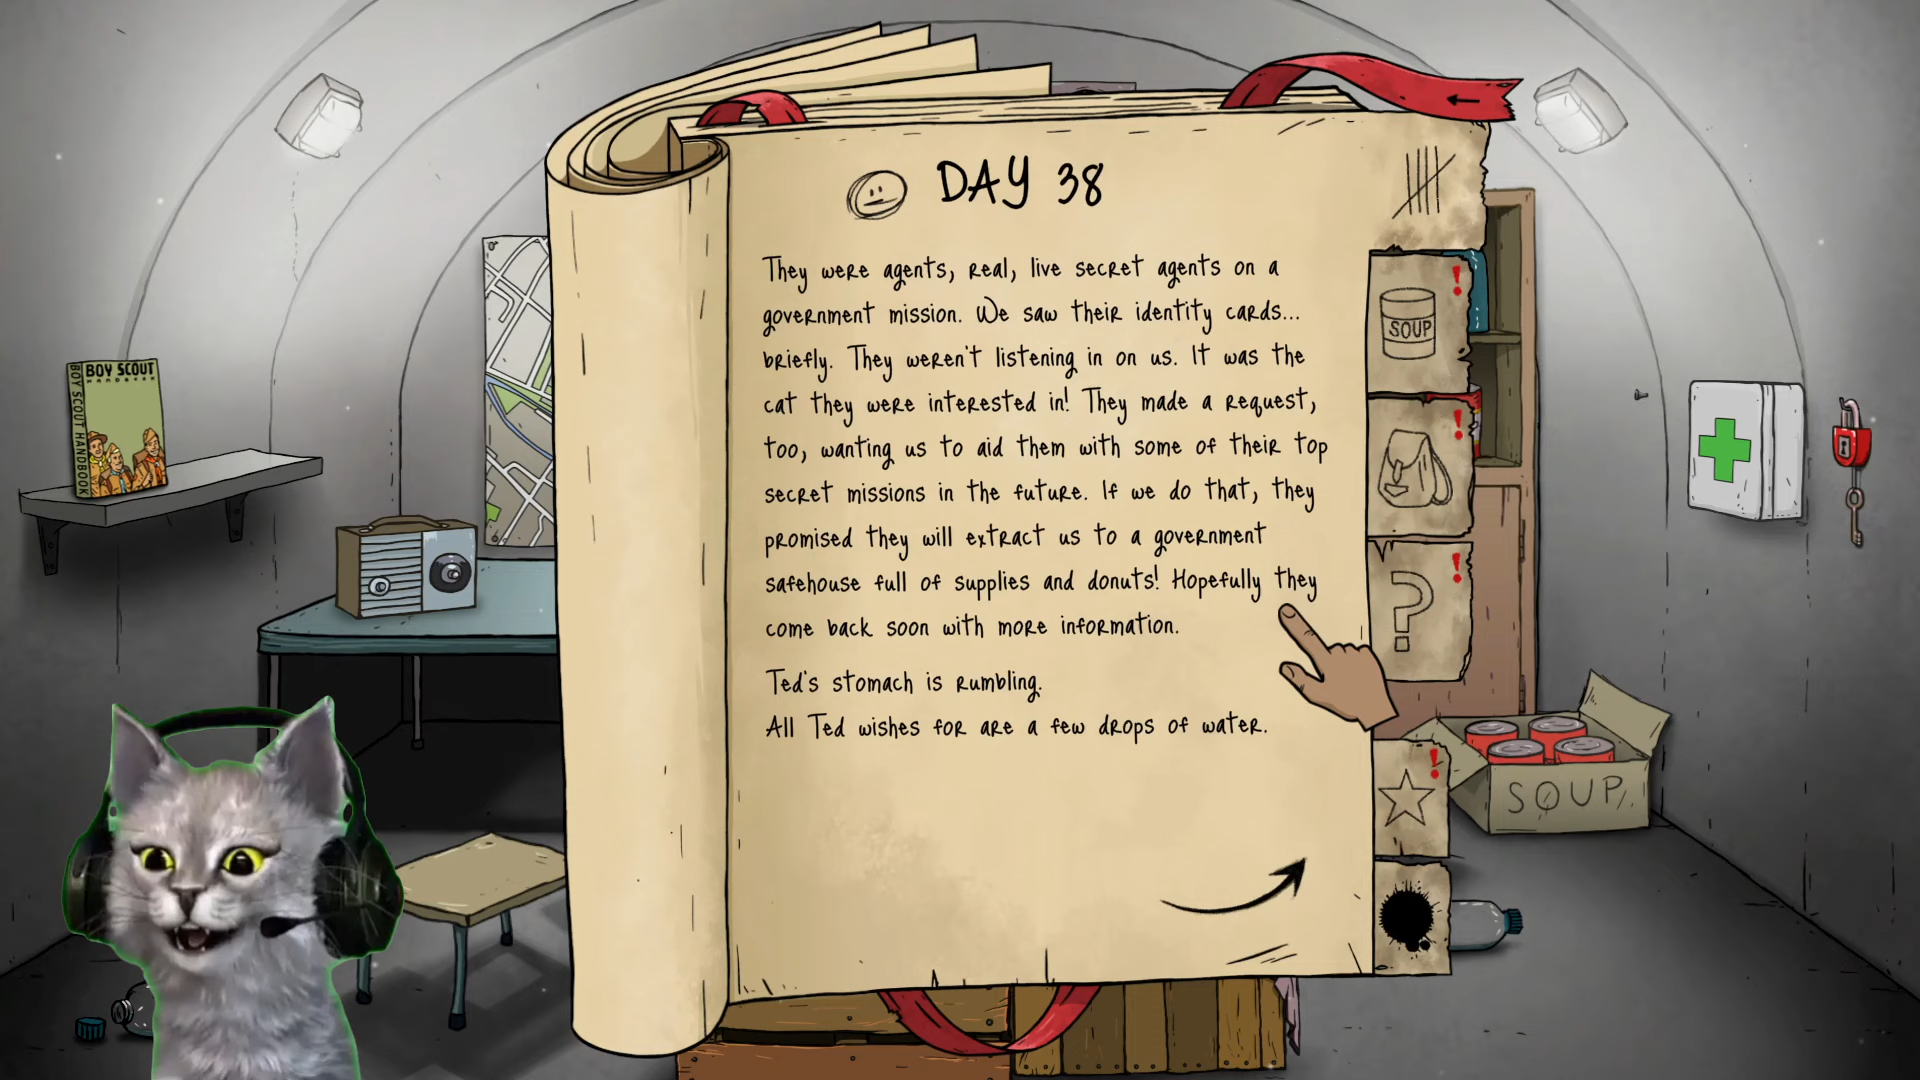 DAY 38
They were agents, real, live secret agents on a
government mission. We saw their identity cards...
briefly. They weren't listening in on us. It was the
cat they were interested in! They made a request,
too, wanting us to aid them with some of their top
secret missions in the future. If we do that, they
promised they will extract us to a government
safehouse full of supplies and donuts! Hopefully they
come back soon with more information.
Ted's stomach is rumbling.
All Ted wishes for are a few drops of water.
BOY SCOUT
HANDBOOK
BOY SCOUT HANDBOOK
SOUP
!
!
?
!
!
SOUP